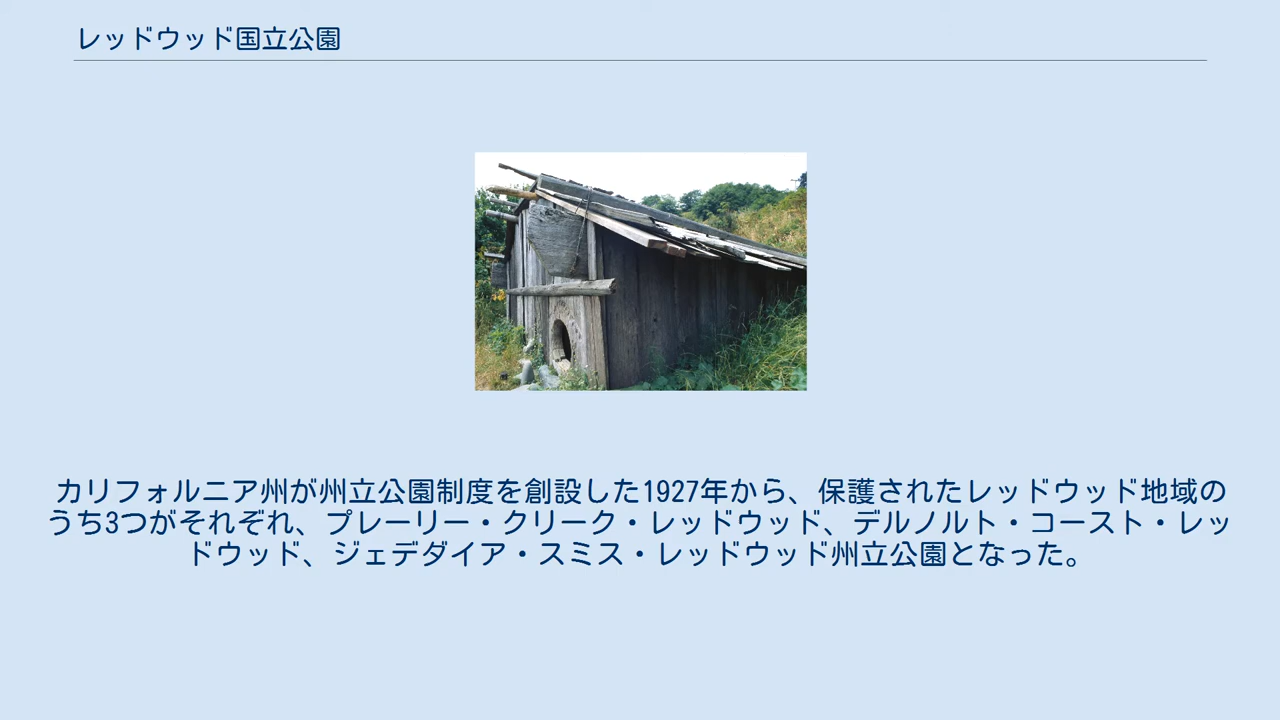 レッドウッド国立公園
カリフォルニア州が州立公園制度を創設した1927年から、保護されたレッドウッド地域の
うち3つがそれぞれ、プレーリー・クリーク・レッドウッド、デルノルト・コースト・レッ
ドウッド、ジェデダイア・スミス・レッドウッド州立公園となった。